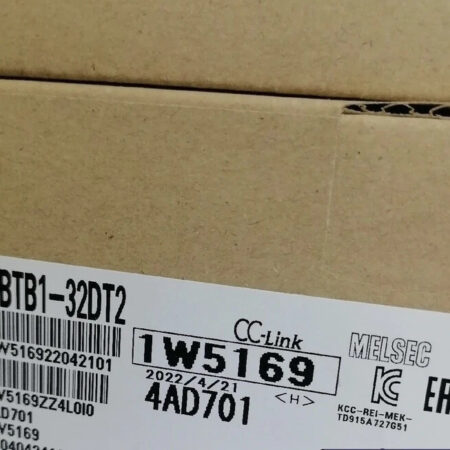 BTB1-32DT2
CC-Link
MELSEC
W516922042101
1W5169
2022/4/21
<H>
4AD701
KCC-REI-MEK-
TD915A727G51
W5169ZZ4L0I0
AD701
W5169